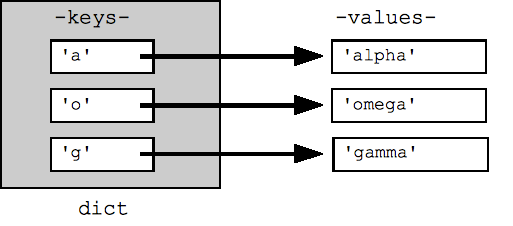 -keys- -values-
'a' 'alpha'
'o' 'omega'
'g' 'gamma'
dict